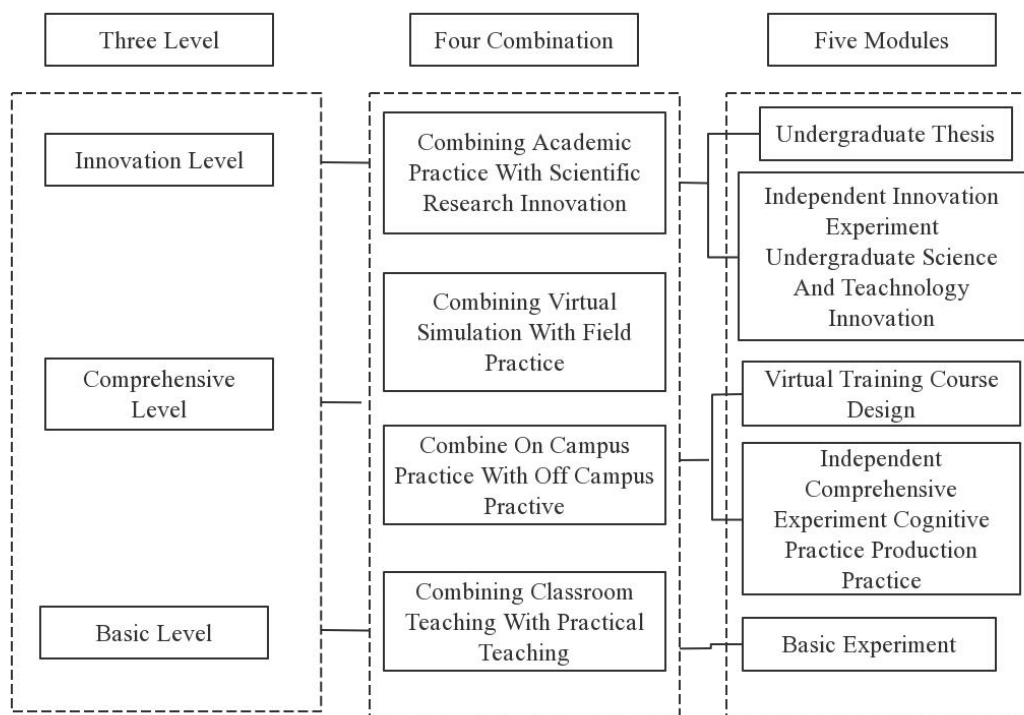 Three Level
Four Combination
Five Modules
Innovation Level
Comprehensive
Level
Basic Level
Combining Academic
Practice With Scientific
Research Innovation
Combining Virtual
Simulation With Field
Practice
Combine On Campus
Practice With Off Campus
Practive
Combining Classroom
Teaching With Practical
Teaching
Undergraduate Thesis
Independent Innovation
Experiment
Undergraduate Science
And Teachnology
Innovation
Virtual Training Course
Design
Independent
Comprehensive
Experiment Cognitive
Practice Production
Practice
Basic Experiment